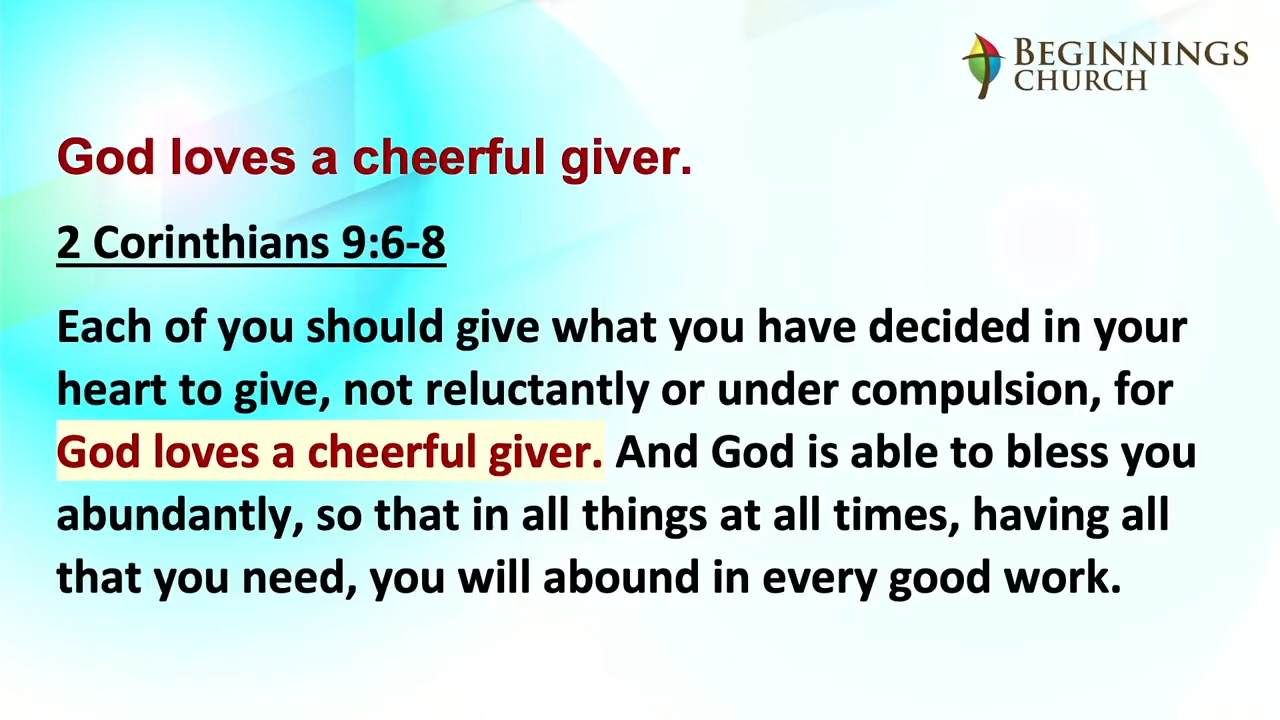 BEGINNINGS
CHURCH
God loves a cheerful giver.
2 Corinthians 9:6-8
Each of you should give what you have decided in your
heart to give, not reluctantly or under compulsion, for
God loves a cheerful giver. And God is able to bless you
abundantly, so that in all things at all times, having all
that you need, you will abound in every good work.